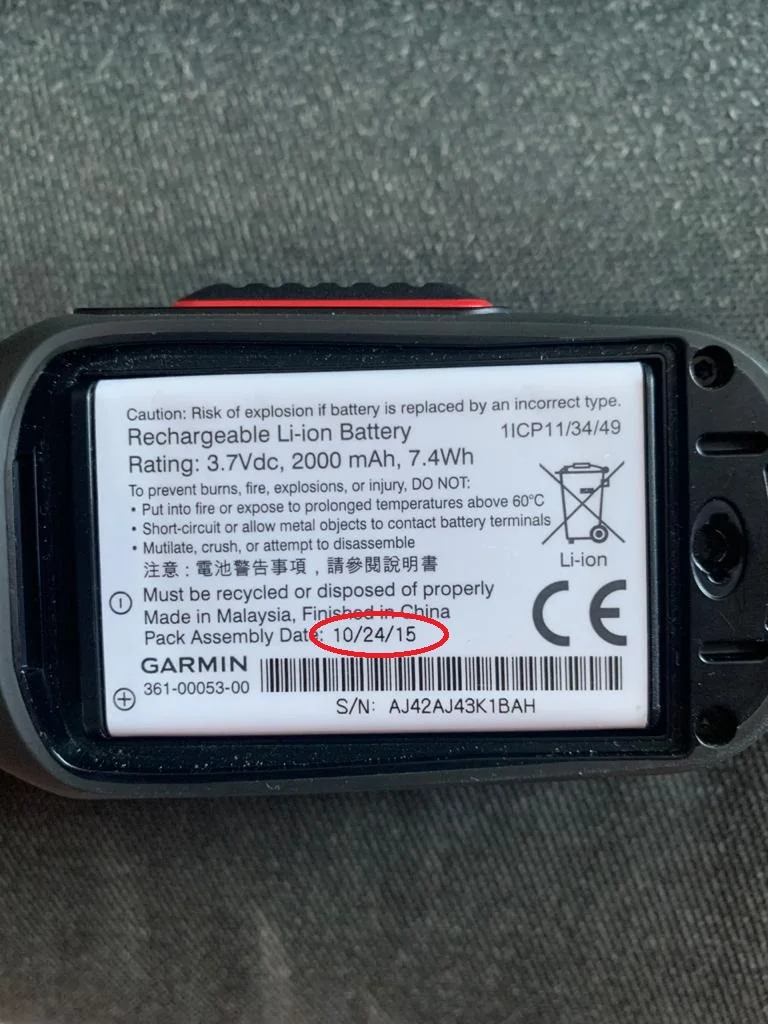 Caution: Risk of explosion if battery is replaced by an incorrect type.
Rechargeable Li-ion Battery 1ICP11/34/49
Rating: 3.7Vdc, 2000 mAh, 7.4Wh
To prevent burns, fire, explosions, or injury, DO NOT:
• Put into fire or expose to prolonged temperatures above 60°C
• Short-circuit or allow metal objects to contact battery terminals
• Mutilate, crush, or attempt to disassemble
Li-ion
注意：電池警告事項，請參閱說明書
Must be recycled or disposed of properly
Made in Malaysia, Finished in China
CE
Pack Assembly Date: 10/24/15
GARMIN
361-00053-00
S/N: AJ42AJ43K1BAH